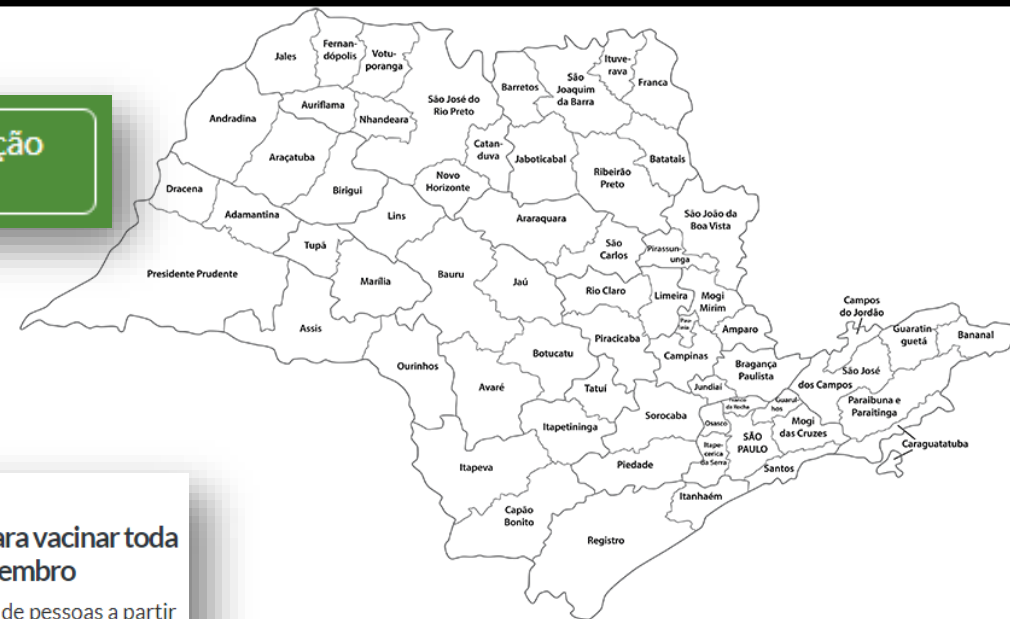 ção
Jales
Fernan-
dópolis
Votu-
poranga
Andradina
Auriflama
Nhandeara
São José do
Rio Preto
Barretos
São
Joaquim
da Barra
Ituve-
rava
Franca
Araçatuba
Birigui
Catan-
duva
Jaboticabal
Ribeirão
Preto
Batatais
Dracena
Adamantina
Lins
Novo
Horizonte
Araraquara
São João da
Boa Vista
Presidente Prudente
Tupã
Marília
Bauru
Jaú
São
Carlos
Pirassun-
unga
Assis
Rio Claro
Limeira
Mogi
Mirim
Ourinhos
Botucatu
Piracicaba
Campinas
Amparo
Campos
do Jordão
Guaratin-
guetá
Bananal
Avaré
Tatuí
Jundiaí
Bragança
Paulista
São José
dos Campos
Paraibuna e
Paraitinga
Itapetininga
Sorocaba
Osasco
da Rocha
Guarul-
hos
SÃO
PAULO
Mogi
das Cruzes
Caraguatatuba
Itapeva
Piedade
Itape-
cerica
da Serra
Santos
Capão
Bonito
Itanhaém
Registro
ara vacinar toda
embro
de pessoas a partir